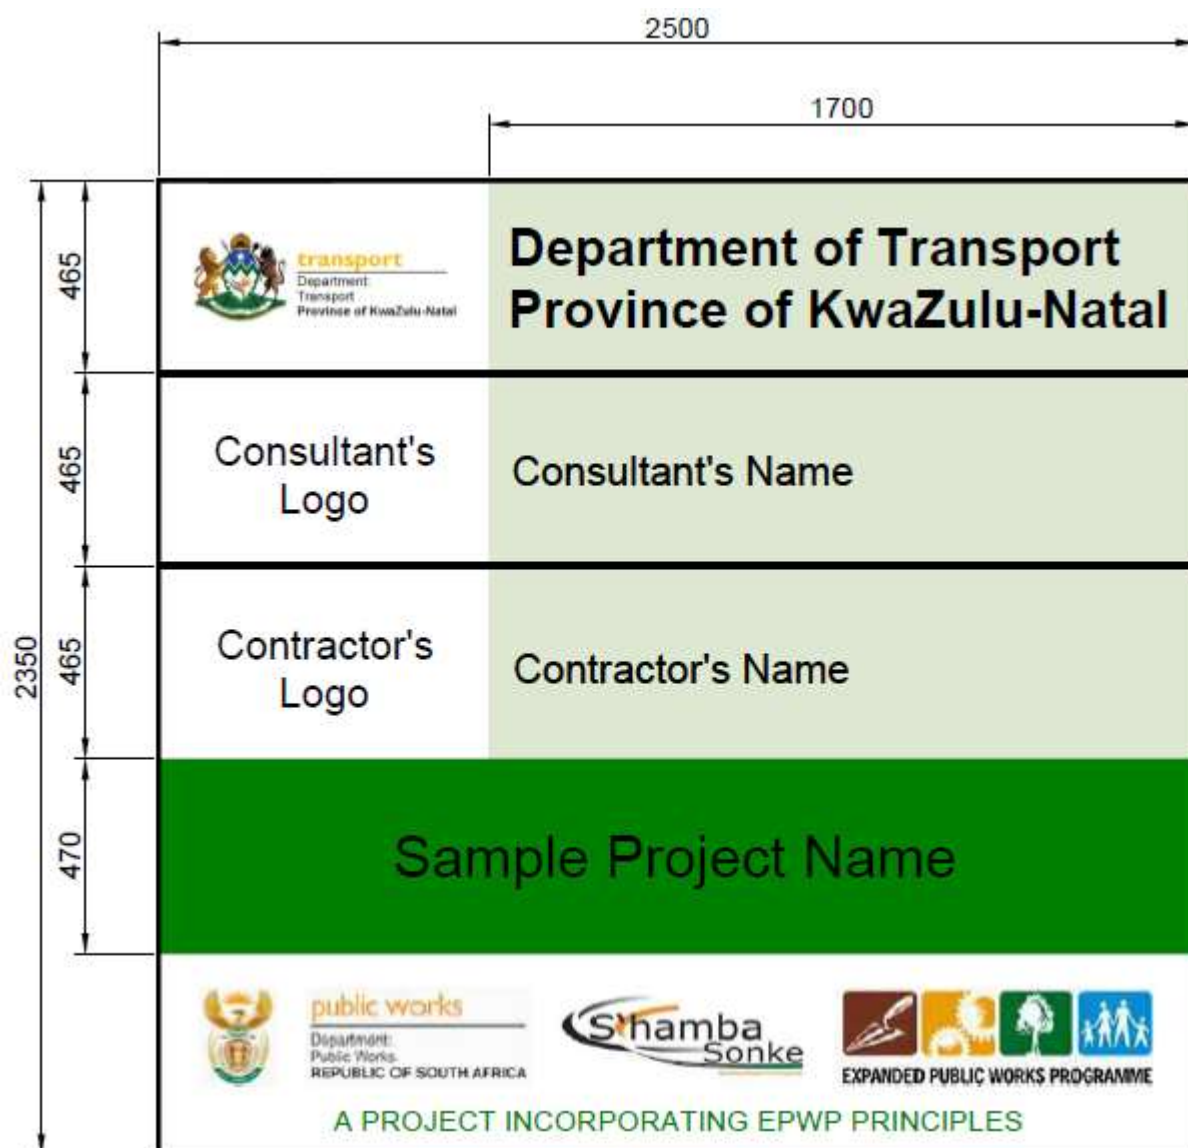 2500
1700
2350
465
transport
Department:
Transport
Province of KwaZulu-Natal
Department of Transport
Province of KwaZulu-Natal
465
Consultant's
Logo
Consultant's Name
465
Contractor's
Logo
Contractor's Name
470
Sample Project Name
public works
Department:
Public Works
REPUBLIC OF SOUTH AFRICA
S'hamba
Sonke
EXPANDED PUBLIC WORKS PROGRAMME
A PROJECT INCORPORATING EPWP PRINCIPLES